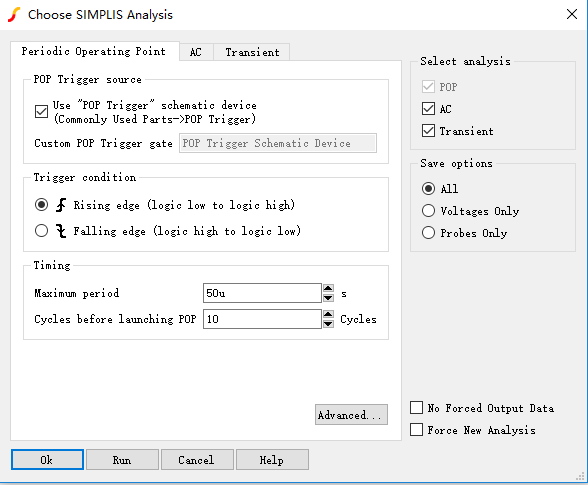 Choose SIMPLIS Analysis
Periodic Operating Point
AC
Transient
POP Trigger source
Use "POP Trigger" schematic device
(Commonly Used Parts->POP Trigger)
Custom POP Trigger gate
POP Trigger Schematic Device
Trigger condition
Rising edge (logic low to logic high)
Falling edge (logic high to logic low)
Timing
Maximum period
50u
s
Cycles before launching POP
10
Cycles
Advanced...
Select analysis
POP
AC
Transient
Save options
All
Voltages Only
Probes Only
No Forced Output Data
Force New Analysis
Ok
Run
Cancel
Help